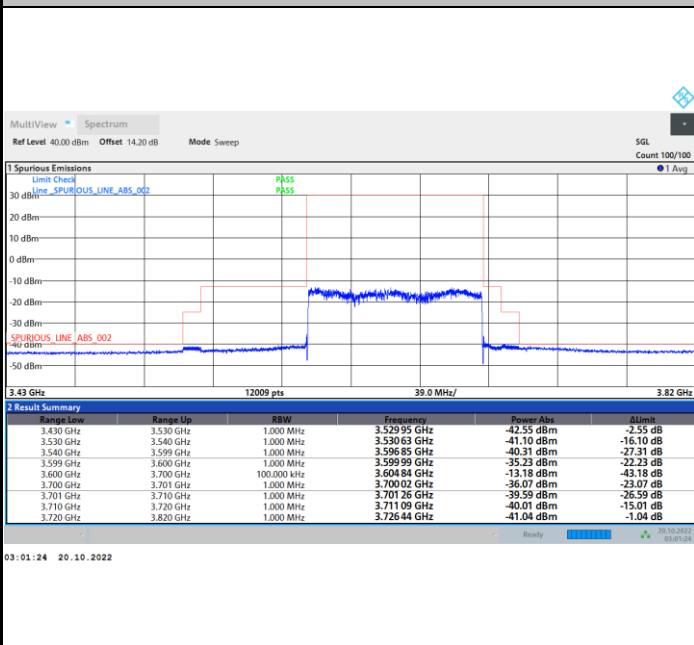 MultiView Spectrum
Ref Level 40.00 dBm Offset 14.20 dB Mode Sweep SGL
Count 100/100
1 Spurious Emissions 1 Avg
Limit Check PASS
Line _SPURIOUS_LINE_ABS_002 PASS
30 dBm
20 dBm
10 dBm
0 dBm
-10 dBm
-20 dBm
-30 dBm
_SPURIOUS_LINE_ABS_002
-40 dBm
-50 dBm
3.43 GHz 12009 pts 39.0 MHz/ 3.82 GHz
2 Result Summary
Range Low Range Up RBW Frequency Power Abs ΔLimit
3.430 GHz 3.530 GHz 1.000 MHz 3.529 95 GHz -42.55 dBm -2.55 dB
3.530 GHz 3.540 GHz 1.000 MHz 3.530 63 GHz -41.10 dBm -16.10 dB
3.540 GHz 3.599 GHz 1.000 MHz 3.596 85 GHz -40.31 dBm -27.31 dB
3.599 GHz 3.600 GHz 1.000 MHz 3.599 99 GHz -35.23 dBm -22.23 dB
3.600 GHz 3.700 GHz 100.000 kHz 3.604 84 GHz -13.18 dBm -43.18 dB
3.700 GHz 3.701 GHz 1.000 MHz 3.700 02 GHz -36.07 dBm -23.07 dB
3.701 GHz 3.710 GHz 1.000 MHz 3.701 26 GHz -39.59 dBm -26.59 dB
3.710 GHz 3.720 GHz 1.000 MHz 3.711 09 GHz -40.01 dBm -15.01 dB
3.720 GHz 3.820 GHz 1.000 MHz 3.726 44 GHz -41.04 dBm -1.04 dB
Ready 20.10.2022
03:01:24
03:01:24 20.10.2022